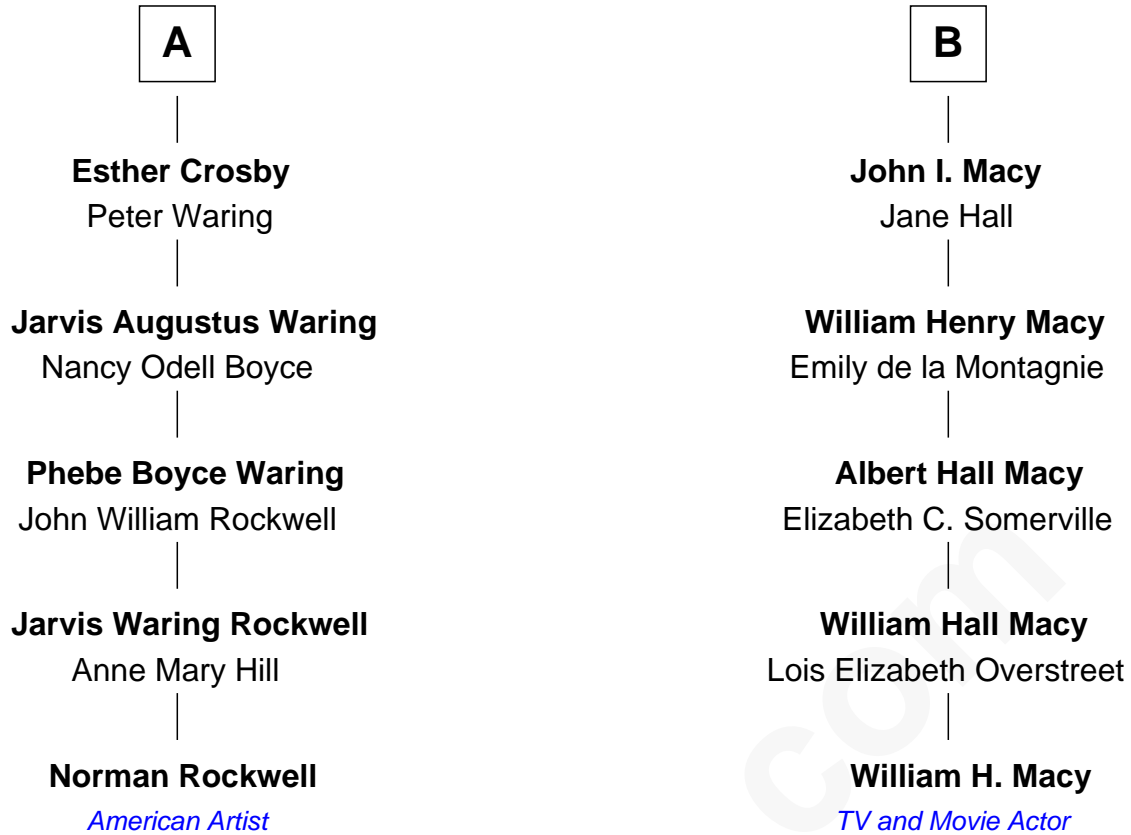 A
Esther Crosby
Peter Waring
Jarvis Augustus Waring
Nancy Odell Boyce
Phebe Boyce Waring
John William Rockwell
Jarvis Waring Rockwell
Anne Mary Hill
Norman Rockwell
American Artist
B
John I. Macy
Jane Hall
William Henry Macy
Emily de la Montagnie
Albert Hall Macy
Elizabeth C. Somerville
William Hall Macy
Lois Elizabeth Overstreet
William H. Macy
TV and Movie Actor
com